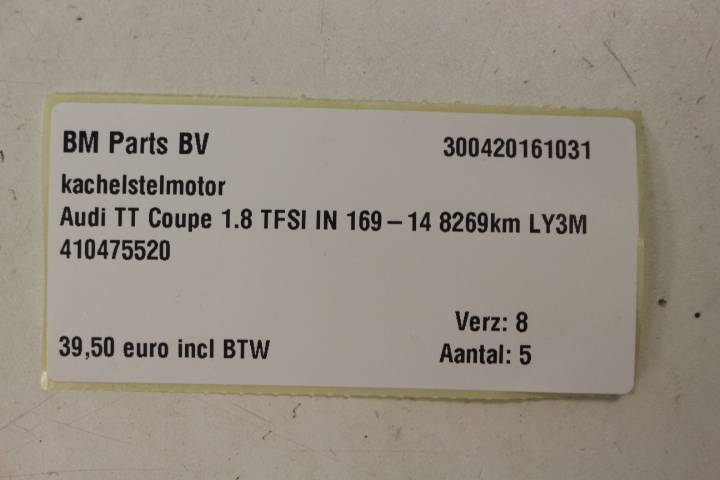 BM Parts BV 300420161031
kachelstelmotor
Audi TT Coupe 1.8 TFSI IN 169-14 8269km LY3M
410475520
Verz: 8
39,50 euro incl BTW Aantal: 5